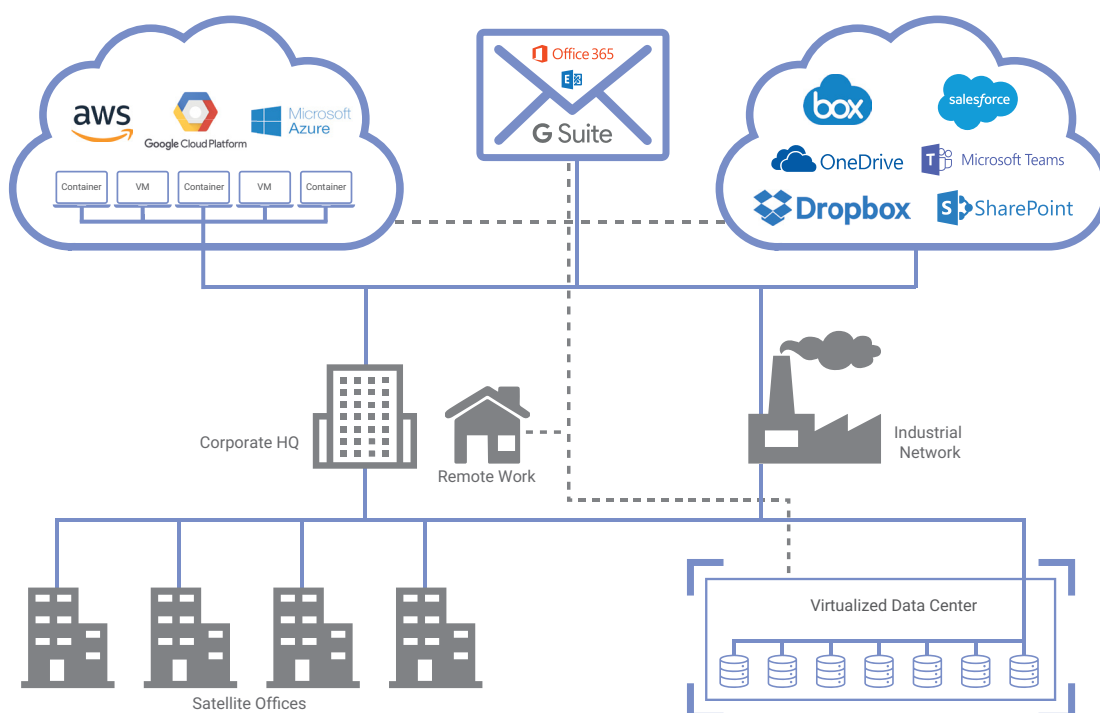 aws
Google Cloud Platform
Microsoft
Azure
Container
VM
Container
VM
Container
Office 365
E
G Suite
box
salesforce
OneDrive
T
Microsoft Teams
Dropbox
S
SharePoint
Corporate HQ
Remote Work
Industrial
Network
Satellite Offices
Virtualized Data Center